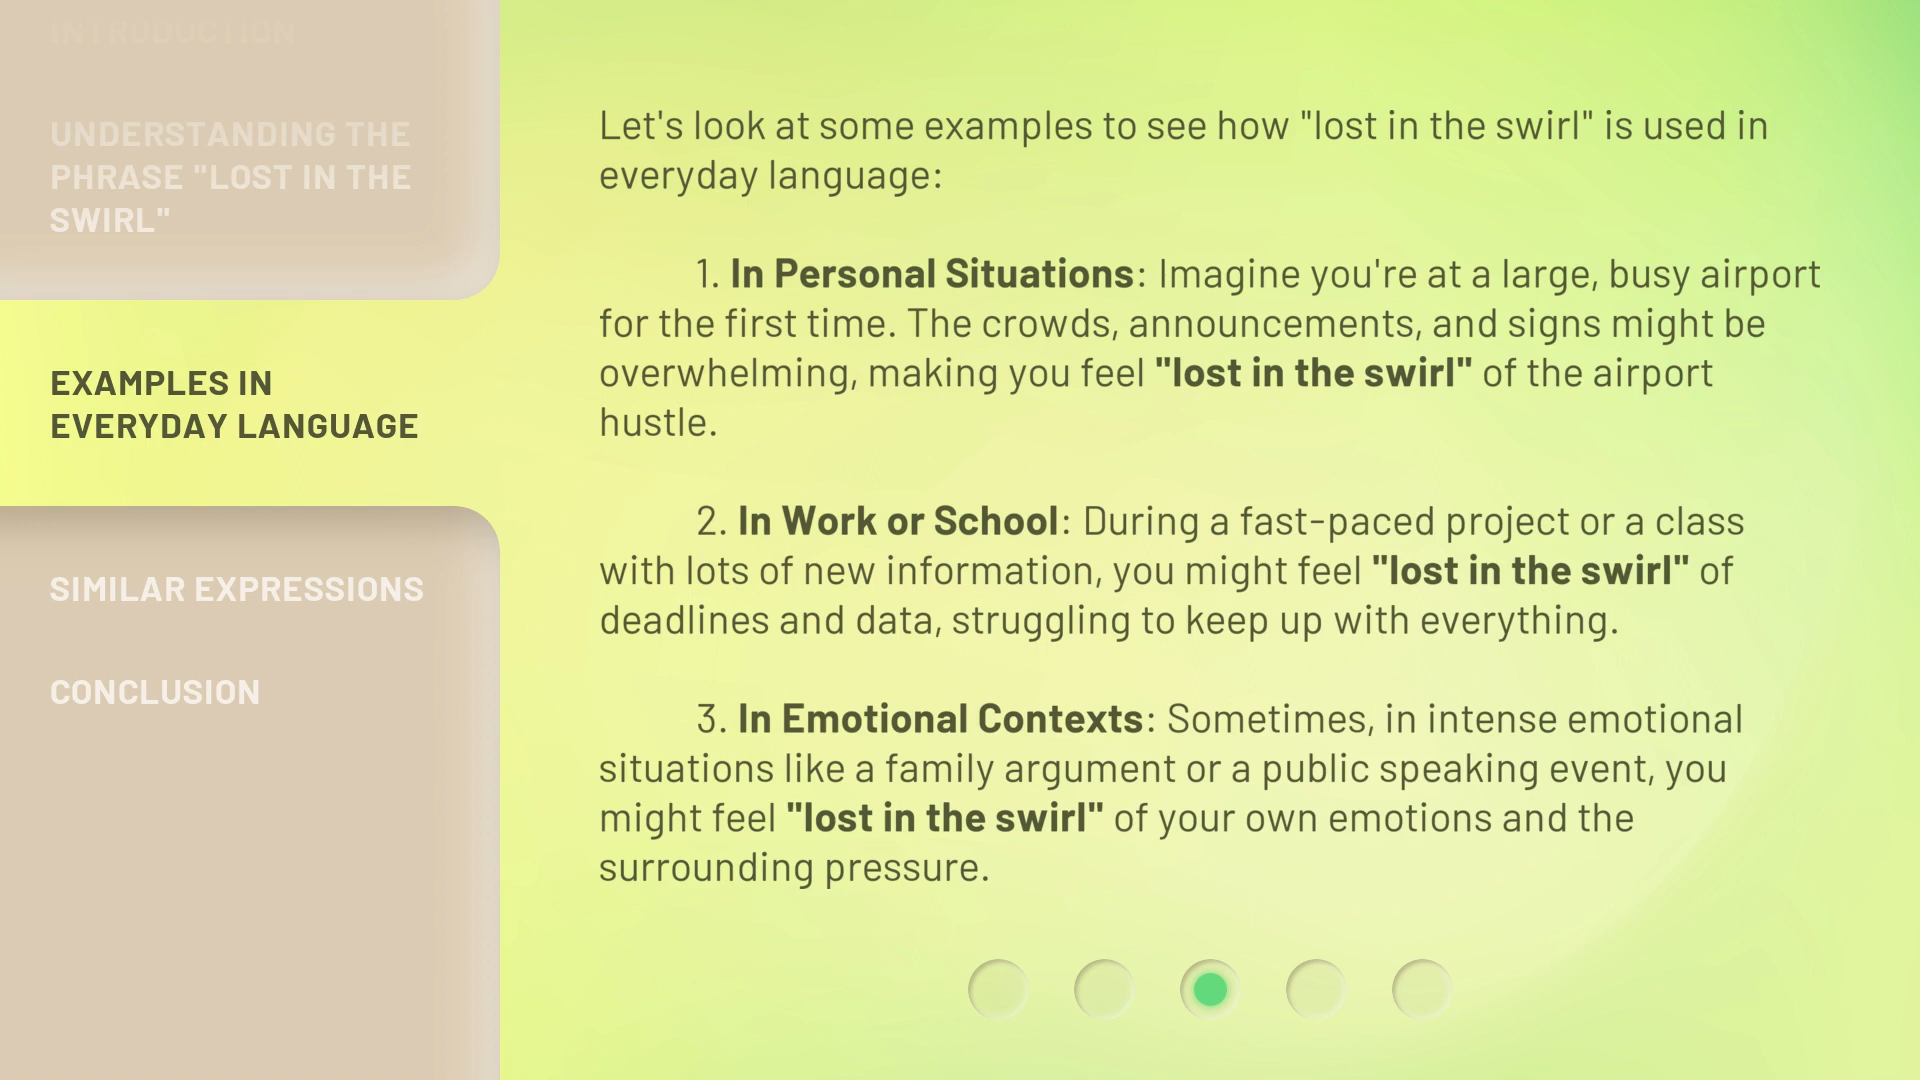 INTRODUCTION
UNDERSTANDING THE
PHRASE "LOST IN THE
SWIRL"
EXAMPLES IN
EVERYDAY LANGUAGE
SIMILAR EXPRESSIONS
CONCLUSION
Let's look at some examples to see how "lost in the swirl" is used in
everyday language:
1. In Personal Situations: Imagine you're at a large, busy airport
for the first time. The crowds, announcements, and signs might be
overwhelming, making you feel "lost in the swirl" of the airport
hustle.
2. In Work or School: During a fast-paced project or a class
with lots of new information, you might feel "lost in the swirl" of
deadlines and data, struggling to keep up with everything.
3. In Emotional Contexts: Sometimes, in intense emotional
situations like a family argument or a public speaking event, you
might feel "lost in the swirl" of your own emotions and the
surrounding pressure.